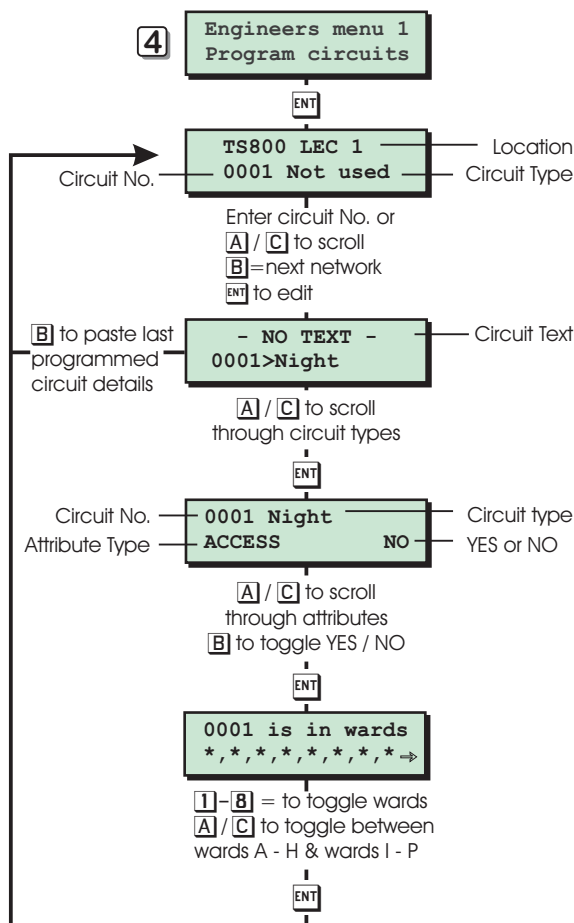 4
Engineers menu 1
Program circuits
ENT
TS800 LEC 1
Location
Circuit No.
0001 Not used
Circuit Type
Enter circuit No. or
A / C to scroll
B=next network
ENT to edit
B to paste last
programmed
circuit details
- NO TEXT -
Circuit Text
0001>Night
A / C to scroll
through circuit types
ENT
Circuit No.
0001 Night
Circuit type
Attribute Type
ACCESS NO
YES or NO
A / C to scroll
through attributes
B to toggle YES / NO
ENT
0001 is in wards
*,*,*,*,*,*,*,*⇒
1-8 = to toggle wards
A / C to toggle between
wards A - H & wards I - P
ENT